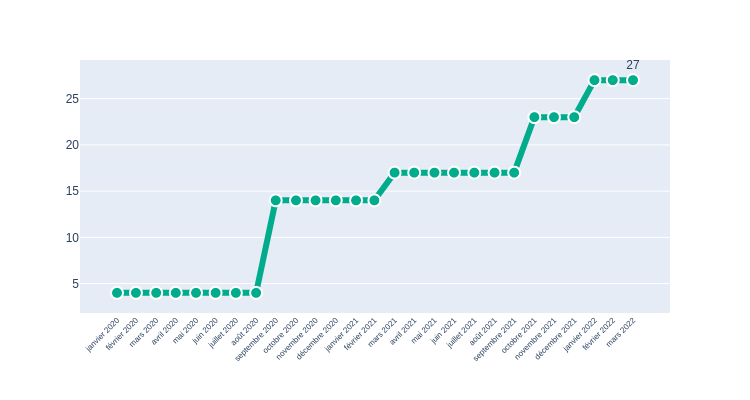 27
25
20
15
10
5
janvier 2020
février 2020
mars 2020
avril 2020
mai 2020
juin 2020
juillet 2020
août 2020
septembre 2020
octobre 2020
novembre 2020
décembre 2020
janvier 2021
février 2021
mars 2021
avril 2021
mai 2021
juin 2021
juillet 2021
août 2021
septembre 2021
octobre 2021
novembre 2021
décembre 2021
janvier 2022
février 2022
mars 2022